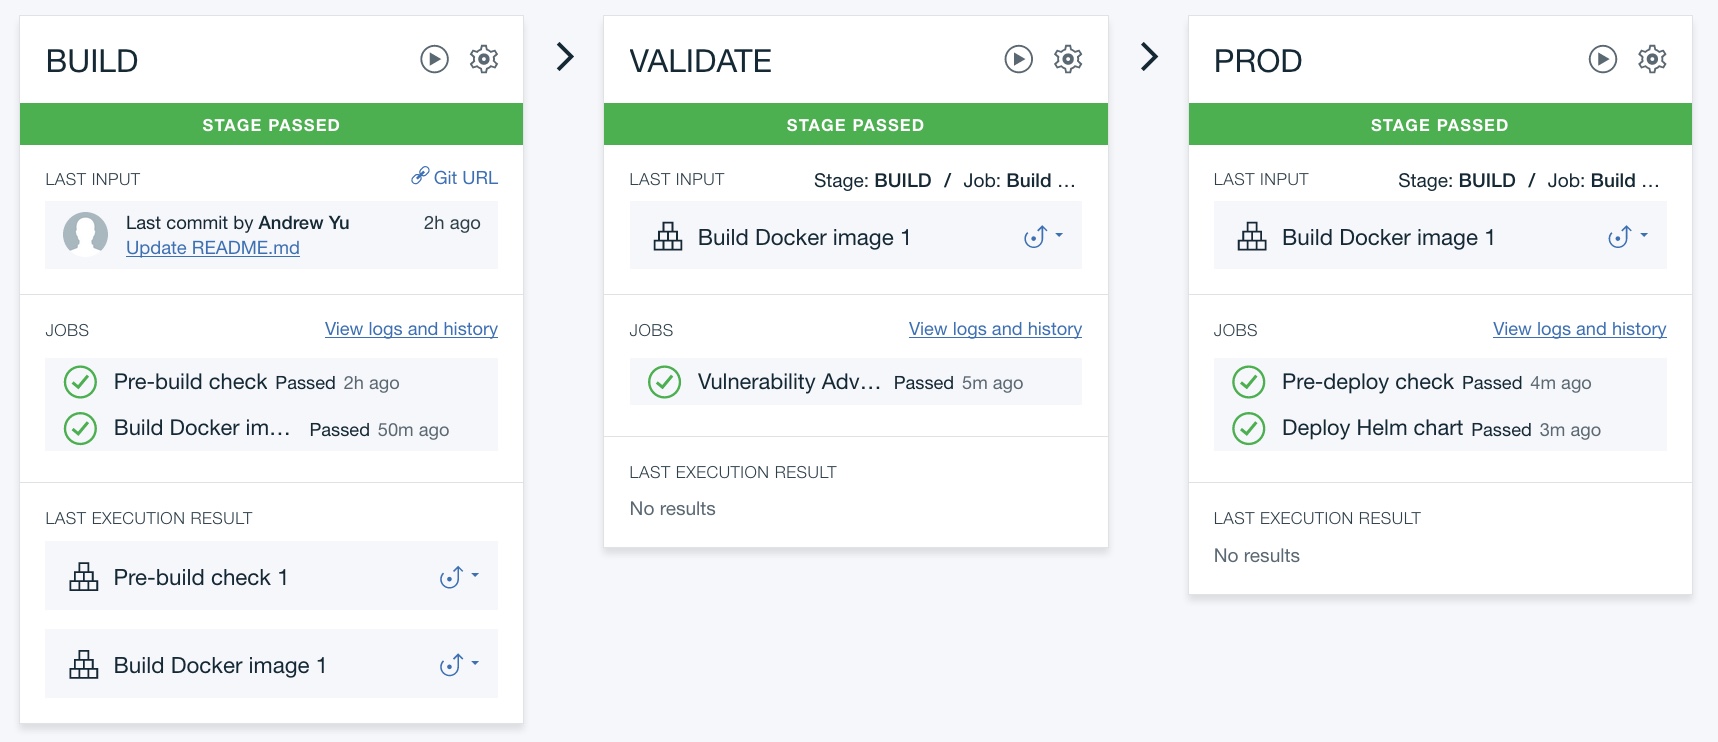 BUILD
STAGE PASSED
LAST INPUT
Git URL
Last commit by Andrew Yu 2h ago
Update README.md
JOBS
View logs and history
Pre-build check Passed 2h ago
Build Docker im... Passed 50m ago
LAST EXECUTION RESULT
Pre-build check 1
Build Docker image 1
VALIDATE
STAGE PASSED
LAST INPUT
Stage: BUILD / Job: Build ...
Build Docker image 1
JOBS
View logs and history
Vulnerability Adv... Passed 5m ago
LAST EXECUTION RESULT
No results
PROD
STAGE PASSED
LAST INPUT
Stage: BUILD / Job: Build ...
Build Docker image 1
JOBS
View logs and history
Pre-deploy check Passed 4m ago
Deploy Helm chart Passed 3m ago
LAST EXECUTION RESULT
No results